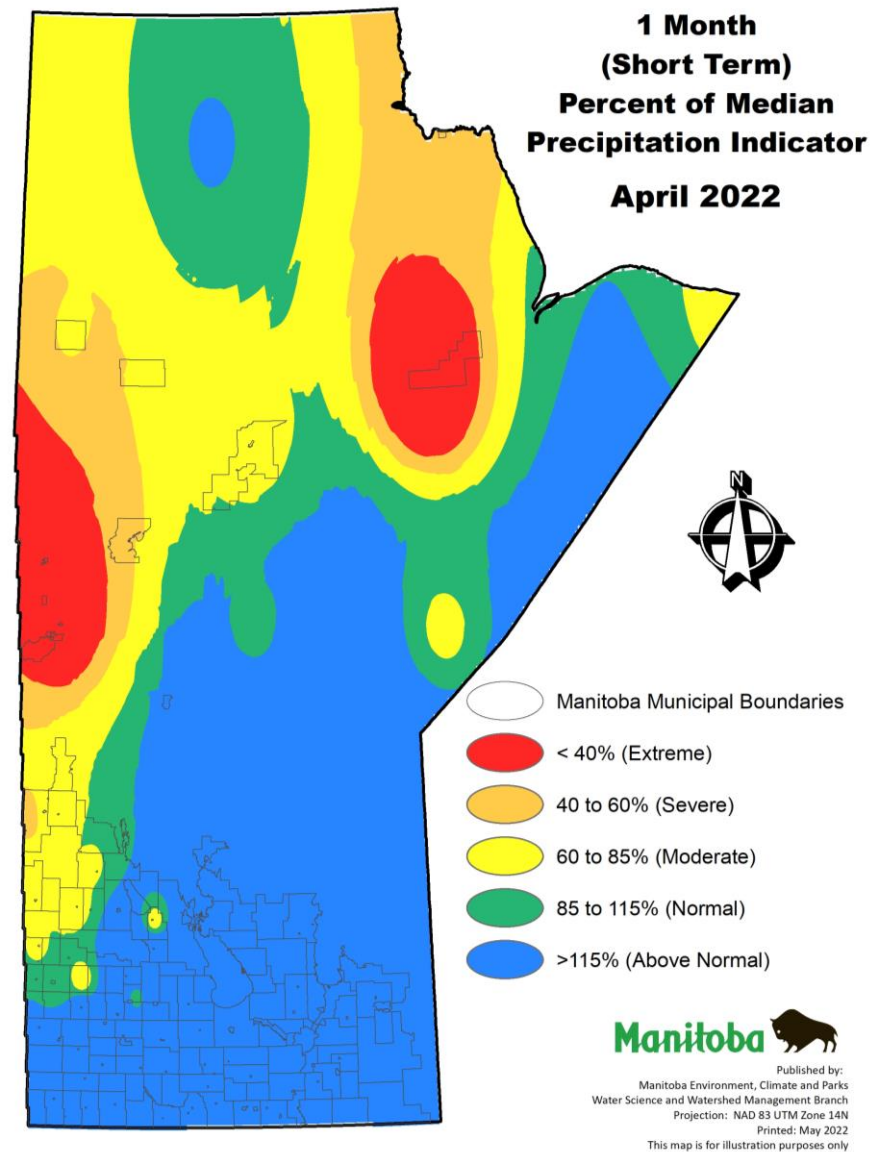 1 Month
(Short Term)
Percent of Median
Precipitation Indicator
April 2022
N
Manitoba Municipal Boundaries
< 40% (Extreme)
40 to 60% (Severe)
60 to 85% (Moderate)
85 to 115% (Normal)
>115% (Above Normal)
Manitoba
Published by:
Manitoba Environment, Climate and Parks
Water Science and Watershed Management Branch
Projection: NAD 83 UTM Zone 14N
Printed: May 2022
This map is for illustration purposes only